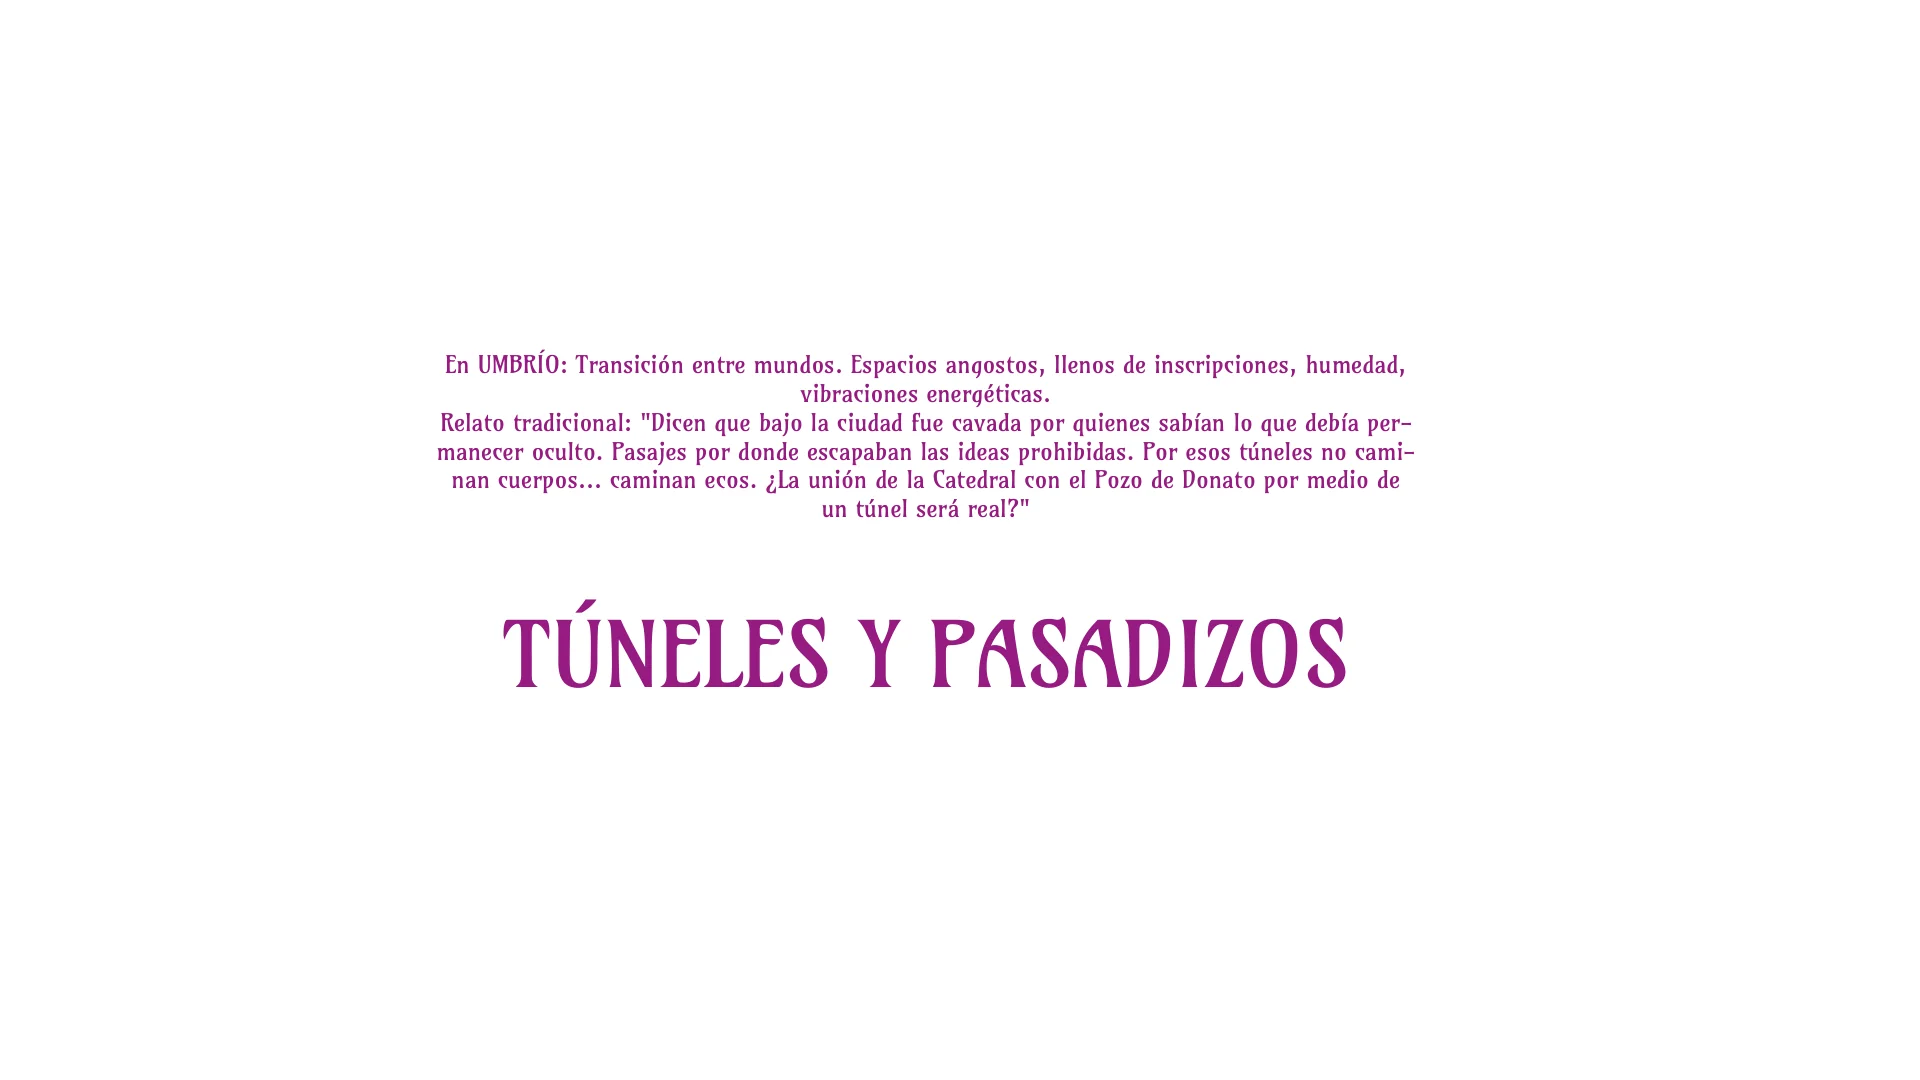 En UMBRÍO: Transición entre mundos. Espacios angostos, llenos de inscripciones, humedad,
vibraciones energéticas.
Relato tradicional: "Dicen que bajo la ciudad fue cavada por quienes sabían lo que debía per-
manecer oculto. Pasajes por donde escapaban las ideas prohibidas. Por esos túneles no cami-
nan cuerpos... caminan ecos. ¿La unión de la Catedral con el Pozo de Donato por medio de
un túnel será real?"
TÚNELES Y PASADIZOS